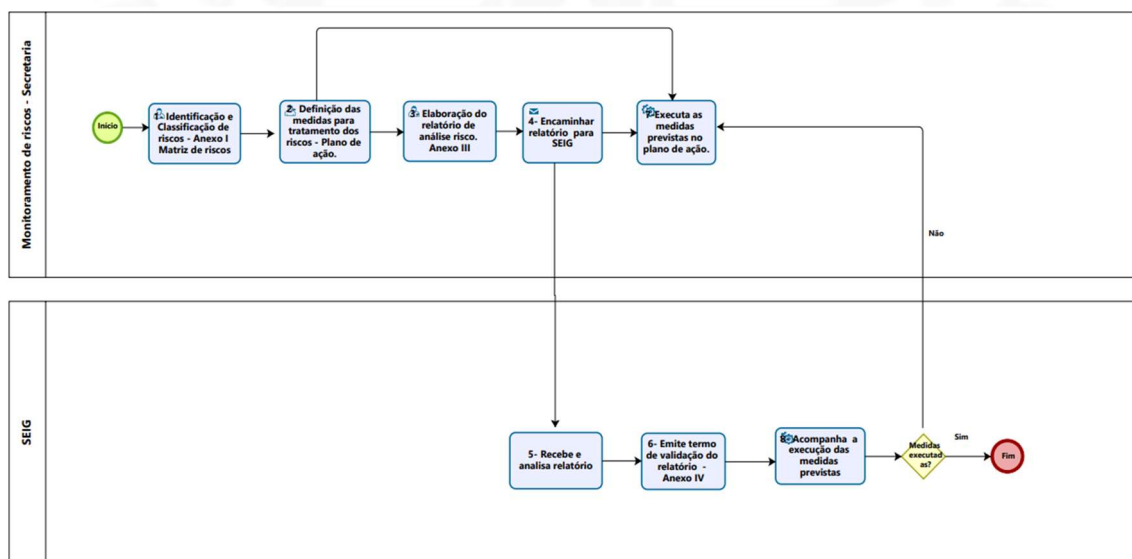 Monitoramento de riscos - Secretaria
Início
1- Identificação e
Classificação de
riscos - Anexo I
Matriz de riscos
2- Definição das
medidas para
tratamento dos
riscos - Plano de
ação.
3- Elaboração do
relatório de
análise risco.
Anexo III
4- Encaminhar
relatório para
SEIG
7- Executa as
medidas
previstas no
plano de ação.
Não
SEIG
5- Recebe e
analisa relatório
6- Emite termo
de validação do
relatório -
Anexo IV
8- Acompanha a
execução das
medidas
previstas
Medidas
executad
as?
Sim
Fim